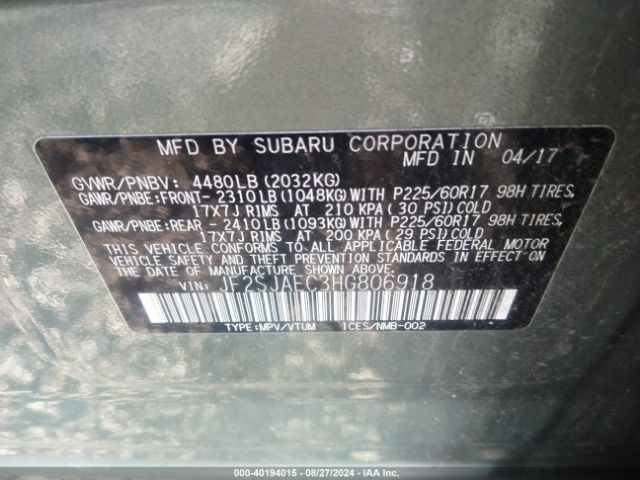 MFD BY SUBARU CORPORATION
MFD IN 04/17
GVWR/PNBV: 4480LB(2032KG)
GAWR/PNBE:FRONT- 2310LB(1048KG)WITH P225/60R17 98H TIRES,
17X7J RIMS AT 210 KPA(30 PSI)COLD
GAWR/PNBE:REAR - 2410LB(1093KG)WITH P225/60R17 98H TIRES,
17X7J RIMS AT 200 KPA(29 PSI)COLD
THIS VEHICLE CONFORMS TO ALL APPLICABLE FEDERAL MOTOR
VEHICLE SAFETY AND THEFT PREVENTION STANDARDS IN EFFECT ON
THE DATE OF MANUFACTURE SHOWN ABOVE.
VIN: JF2SJAEC3HG806918
TYPE:MPV/VTUM ICES/NMB-002
000-40194015 - 08/27/2024 - IAA Inc.